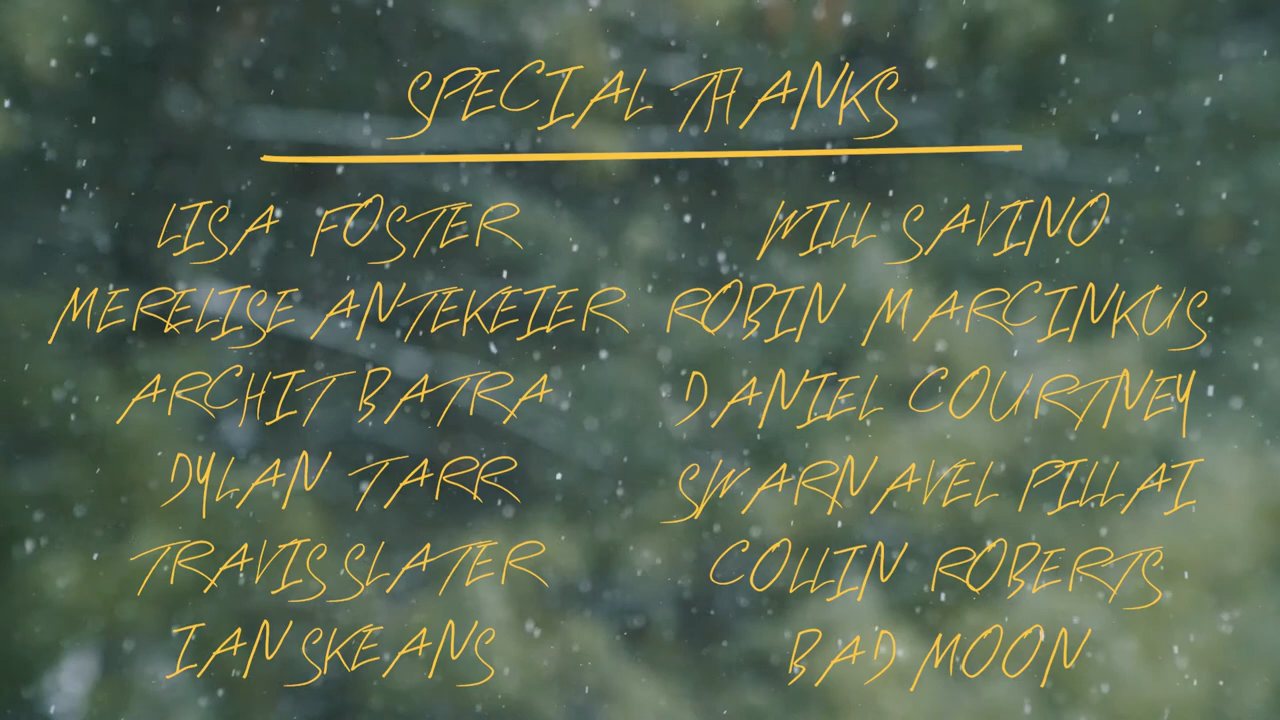 SPECIAL THANKS
LISA FOSTER
MERELISE ANTEKEIER
ARCHIT BATRA
DYLAN TARR
TRAVIS SLATER
IAN SKEANS
WILL SAVINO
ROBIN MARCINKUS
DANIEL COURTNEY
SWARNAVEL PILLAI
COLLIN ROBERTS
BAD MOON